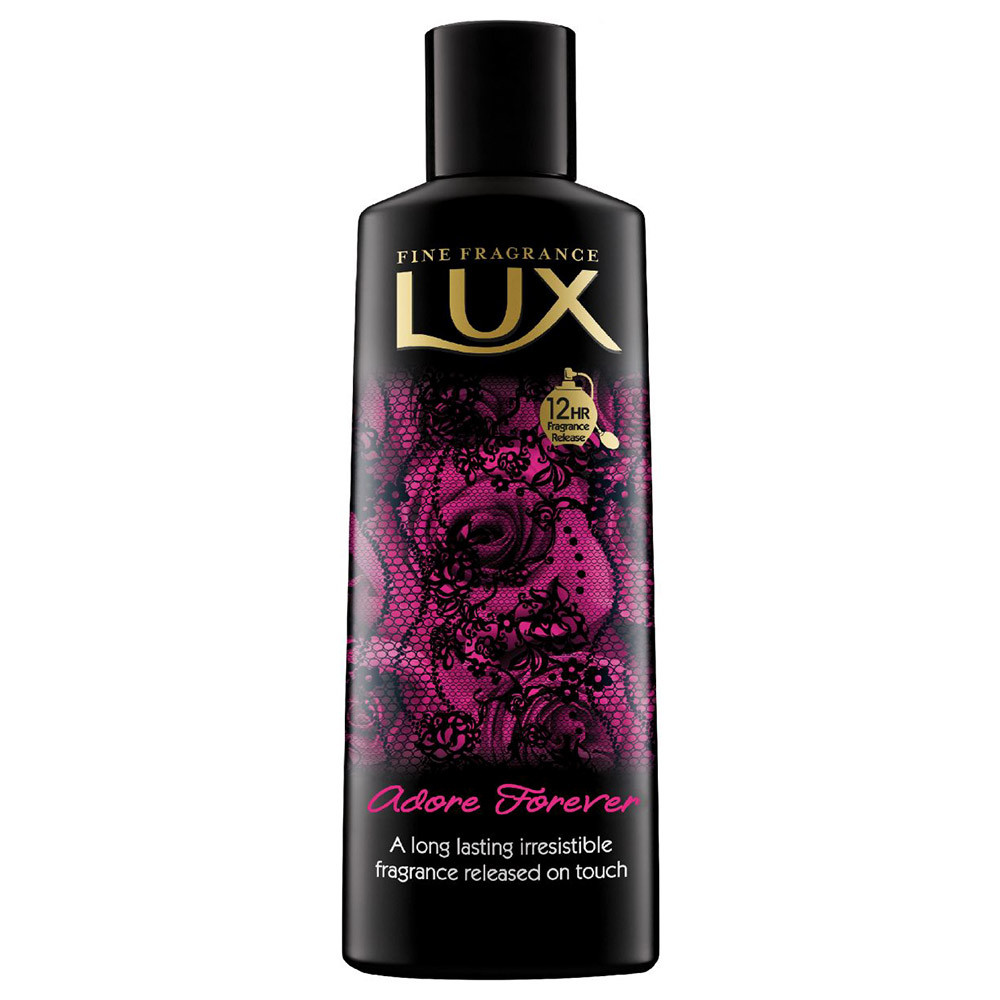 FINE FRAGRANCE
LUX
12HR
Fragrance
Release
Adore Forever
A long lasting irresistible
fragrance released on touch